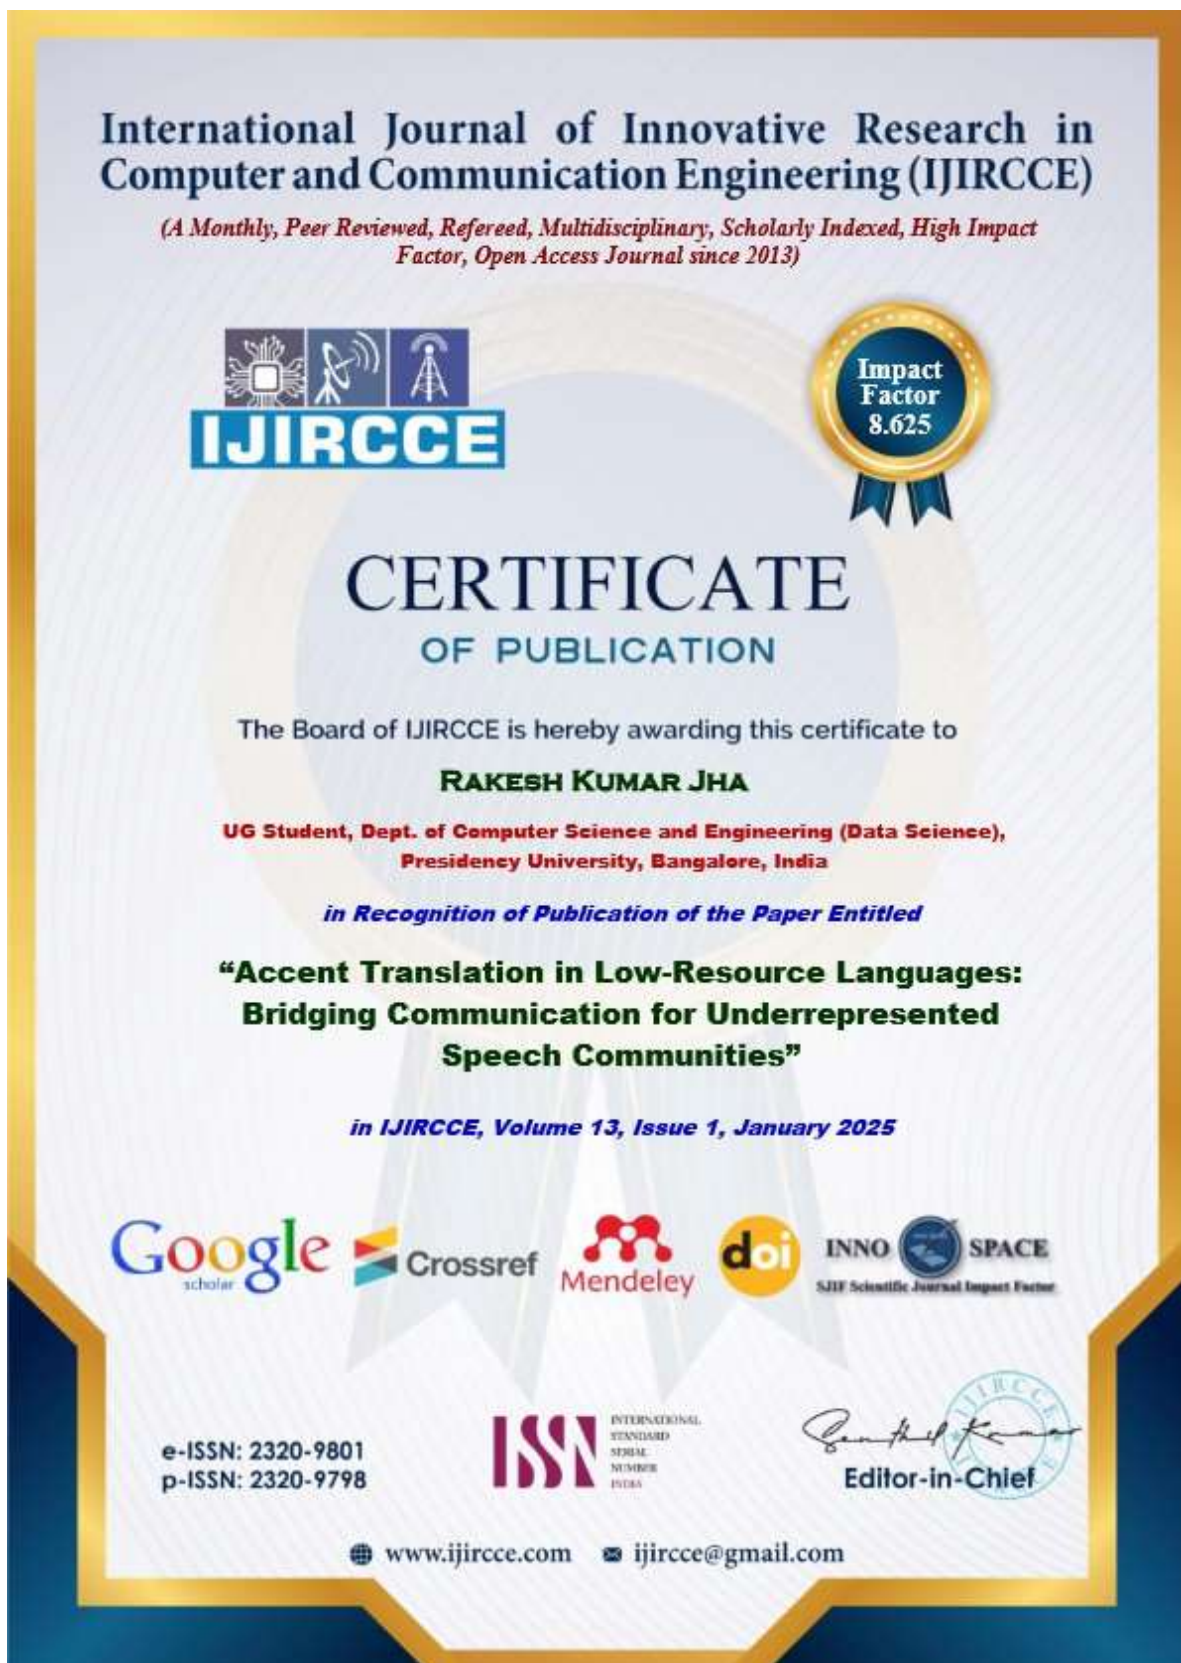 International Journal of Innovative Research in
Computer and Communication Engineering (IJIRCCE)
(A Monthly, Peer Reviewed, Refereed, Multidisciplinary, Scholarly Indexed, High Impact
Factor, Open Access Journal since 2013)
IJIRCCE
Impact
Factor
8.625
CERTIFICATE
OF PUBLICATION
The Board of IJIRCCE is hereby awarding this certificate to
RAKESH KUMAR JHA
UG Student, Dept. of Computer Science and Engineering (Data Science),
Presidency University, Bangalore, India
in Recognition of Publication of the Paper Entitled
“Accent Translation in Low-Resource Languages:
Bridging Communication for Underrepresented
Speech Communities”
in IJIRCCE, Volume 13, Issue 1, January 2025
Google
scholar
Crossref
Mendeley
doi
INNO SPACE
SJIF Scientific Journal Impact Factor
e-ISSN: 2320-9801
p-ISSN: 2320-9798
ISSN
INTERNATIONAL
STANDARD
SERIAL
NUMBER
INDIA
IJIRCCE
Senthil Kumar
Editor-in-Chief
www.ijircce.com ijircce@gmail.com